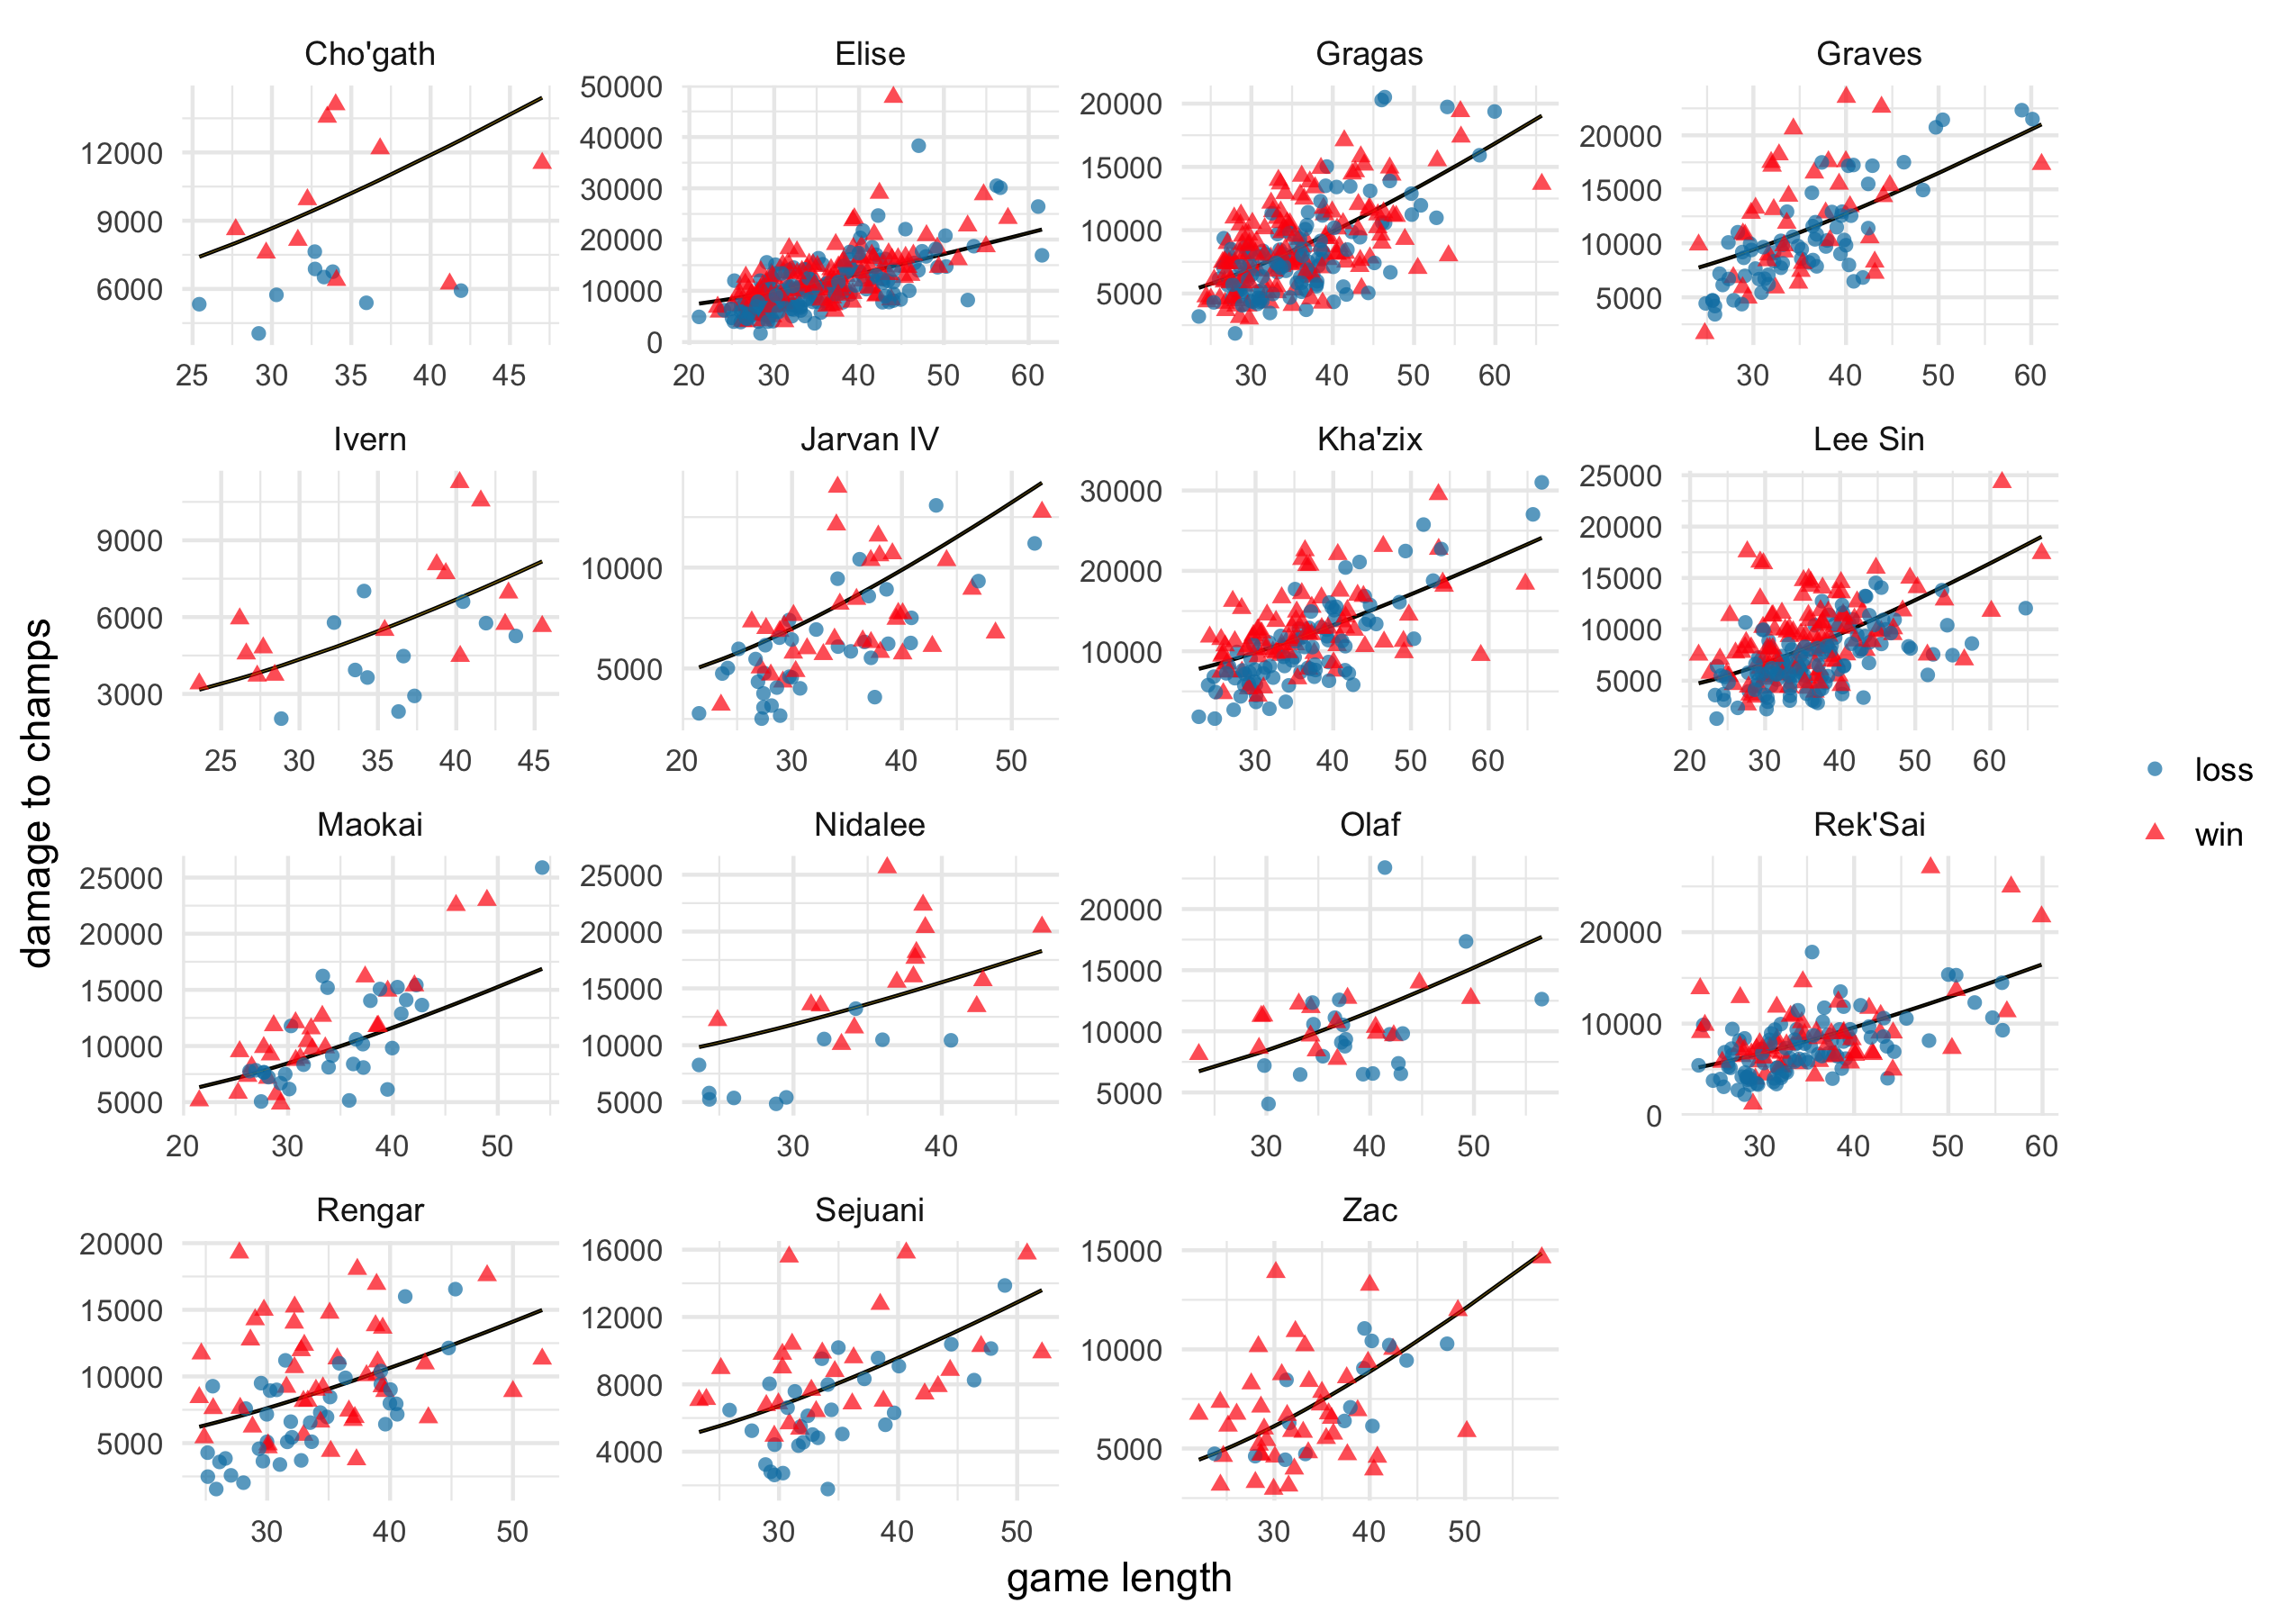 Cho'gath
Elise
Gragas
Graves
12000
9000
6000
25 30 35 40 45
50000
40000
30000
20000
10000
0
20 30 40 50 60
20000
15000
10000
5000
30 40 50 60
20000
15000
10000
5000
30 40 50 60
Ivern
Jarvan IV
Kha'zix
Lee Sin
9000
6000
3000
25 30 35 40 45
10000
5000
20 30 40 50
30000
20000
10000
30 40 50 60
25000
20000
15000
10000
5000
20 30 40 50 60
Maokai
Nidalee
Olaf
Rek'Sai
25000
20000
15000
10000
5000
20 30 40 50
25000
20000
15000
10000
5000
30 40
20000
15000
10000
5000
30 40 50
20000
10000
0
30 40 50 60
Rengar
Sejuani
Zac
20000
15000
10000
5000
30 40 50
16000
12000
8000
4000
30 40 50
15000
10000
5000
30 40 50
damage to champs
game length
loss
win